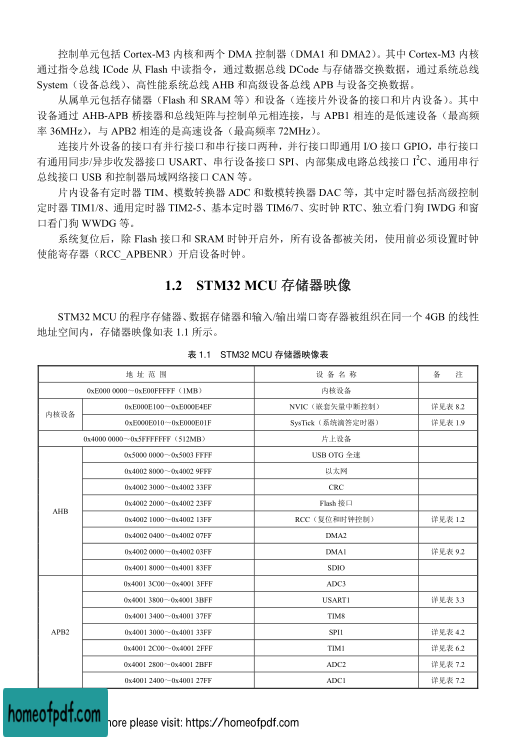 控制单元包括 Cortex-M3 内核和两个 DMA 控制器（DMA1 和 DMA2）。其中 Cortex-M3 内核
通过指令总线 ICode 从 Flash 中读指令，通过数据总线 DCode 与存储器交换数据，通过系统总线
System（设备总线）、高性能系统总线 AHB 和高级设备总线 APB 与设备交换数据。
从属单元包括存储器（Flash 和 SRAM 等）和设备（连接片外设备的接口和片内设备）。其中
设备通过 AHB-APB 桥接器和总线矩阵与控制单元相连接，与 APB1 相连的是低速设备（最高频
率 36MHz），与 APB2 相连的是高速设备（最高频率 72MHz）。
连接片外设备的接口有并行接口和串行接口两种，并行接口即通用 I/O 接口 GPIO，串行接口
有通用同步/异步收发器接口 USART、串行设备接口 SPI、内部集成电路总线接口 I²C、通用串行
总线接口 USB 和控制器局域网络接口 CAN 等。
片内设备有定时器 TIM、模数转换器 ADC 和数模转换器 DAC 等，其中定时器包括高级控制
定时器 TIM1/8、通用定时器 TIM2-5、基本定时器 TIM6/7、实时钟 RTC、独立看门狗 IWDG 和窗
口看门狗 WWDG 等。
系统复位后，除 Flash 接口和 SRAM 时钟开启外，所有设备都被关闭，使用前必须设置时钟
使能寄存器（RCC_APBENR）开启设备时钟。
1.2 STM32 MCU 存储器映像
STM32 MCU 的程序存储器、数据存储器和输入/输出端口寄存器被组织在同一个 4GB 的线性
地址空间内，存储器映像如表 1.1 所示。
表 1.1 STM32 MCU 存储器映像表
地 址 范 围 设 备 名 称 备 注
0xE000 0000～0xE00FFFFF（1MB） 内核设备
内核设备 0xE000E100～0xE000E4EF NVIC（嵌套矢量中断控制） 详见表 8.2
0xE000E010～0xE000E01F SysTick（系统滴答定时器） 详见表 1.9
0x4000 0000～0x5FFFFFFF（512MB） 片上设备
AHB 0x5000 0000～0x5003 FFFF USB OTG 全速
0x4002 8000～0x4002 9FFF 以太网
0x4002 3000～0x4002 33FF CRC
0x4002 2000～0x4002 23FF Flash 接口
0x4002 1000～0x4002 13FF RCC（复位和时钟控制） 详见表 1.2
0x4002 0400～0x4002 07FF DMA2
0x4002 0000～0x4002 03FF DMA1 详见表 9.2
0x4001 8000～0x4001 83FF SDIO
APB2 0x4001 3C00～0x4001 3FFF ADC3
0x4001 3800～0x4001 3BFF USART1 详见表 3.3
0x4001 3400～0x4001 37FF TIM8
0x4001 3000～0x4001 33FF SPI1 详见表 4.2
0x4001 2C00～0x4001 2FFF TIM1 详见表 6.2
0x4001 2800～0x4001 2BFF ADC2 详见表 7.2
0x4001 2400～0x4001 27FF ADC1 详见表 7.2
homeofpdf.com
please visit: https://homeofpdf.com